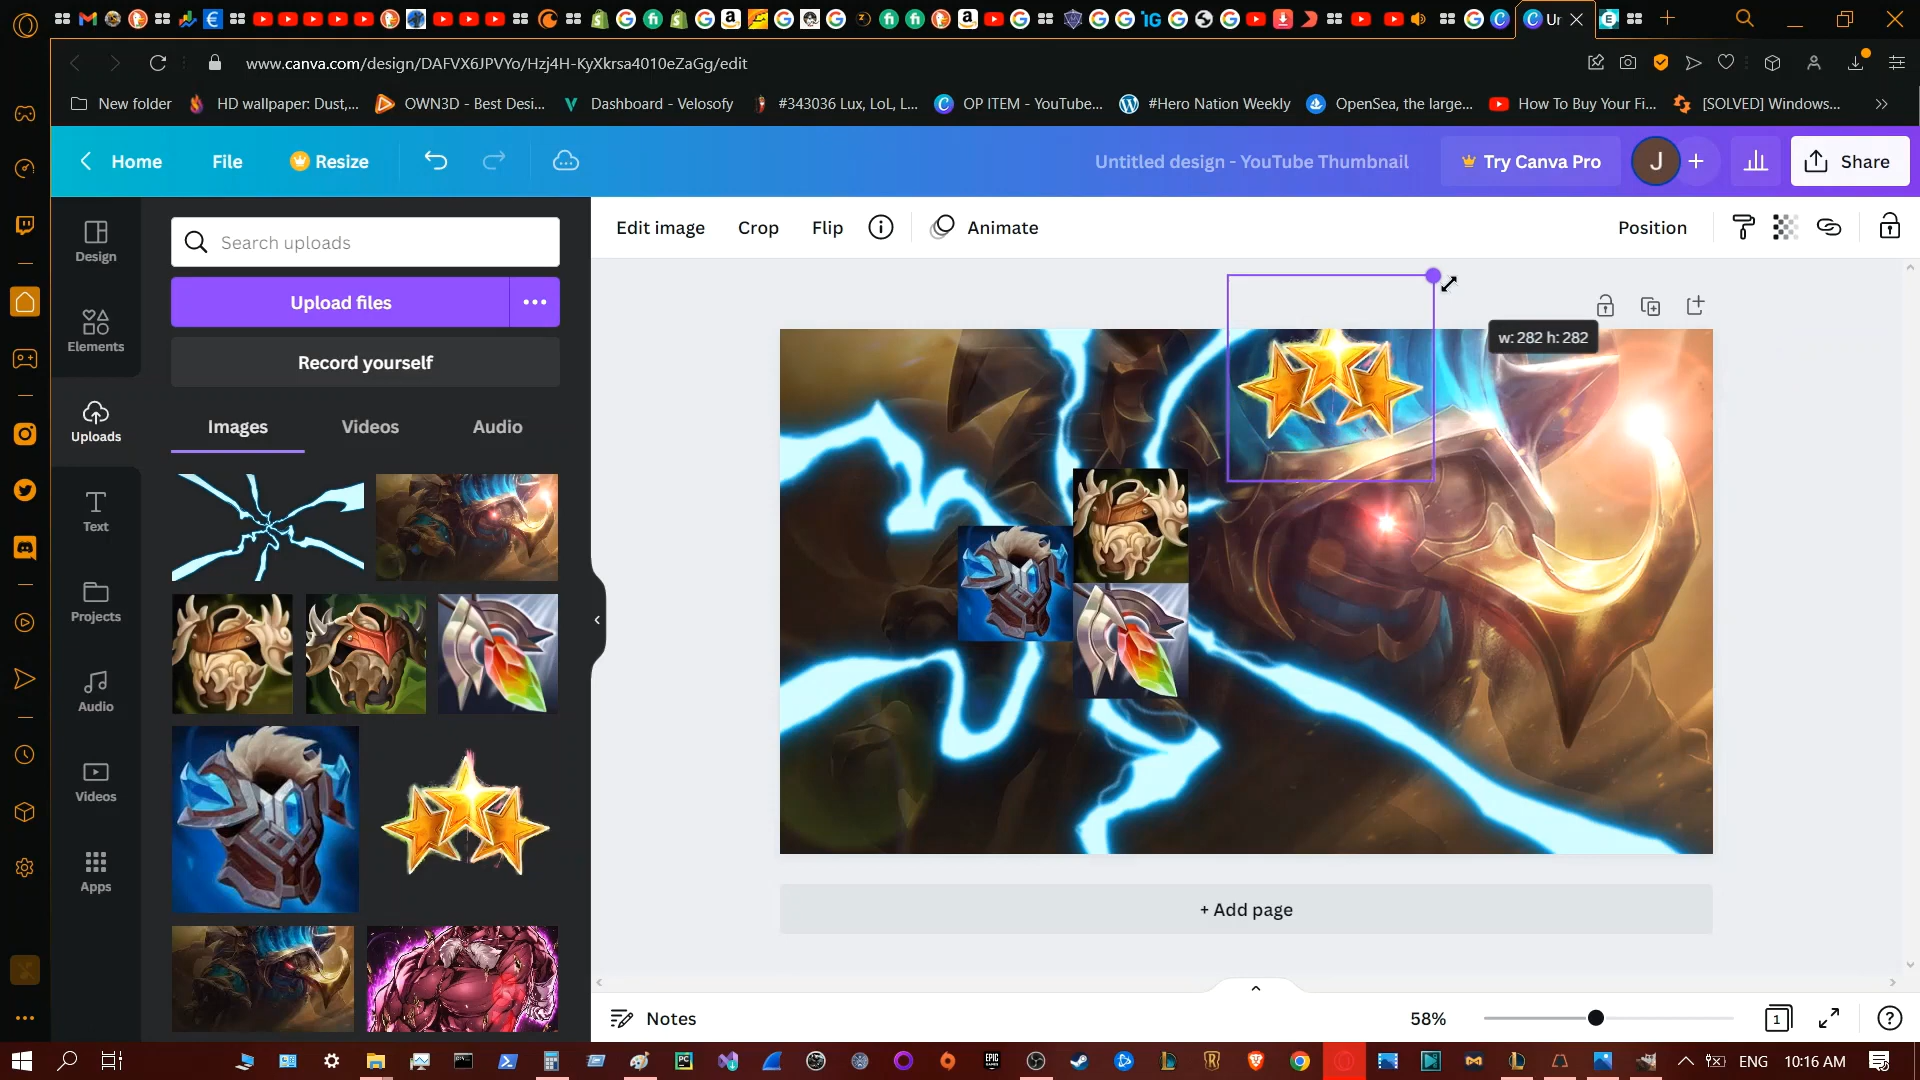 Ur
www.canva.com/design/DAFVX6JPVYo/Hzj4H-KyXkrsa4010eZaGg/edit
New folder
HD wallpaper: Dust,...
OWN3D - Best Desi...
Dashboard - Velosofy
#343036 Lux, LoL, L...
OP ITEM - YouTube...
#Hero Nation Weekly
OpenSea, the large...
How To Buy Your Fi...
[SOLVED] Windows...
Home
File
Resize
Untitled design - YouTube Thumbnail
Try Canva Pro
J
Share
Design
Elements
Uploads
Text
Projects
Audio
Videos
Apps
Search uploads
Upload files
Record yourself
Images
Videos
Audio
Edit image
Crop
Flip
Animate
Position
w: 282 h: 282
+ Add page
Notes
58%
1
ENG
10:16 AM